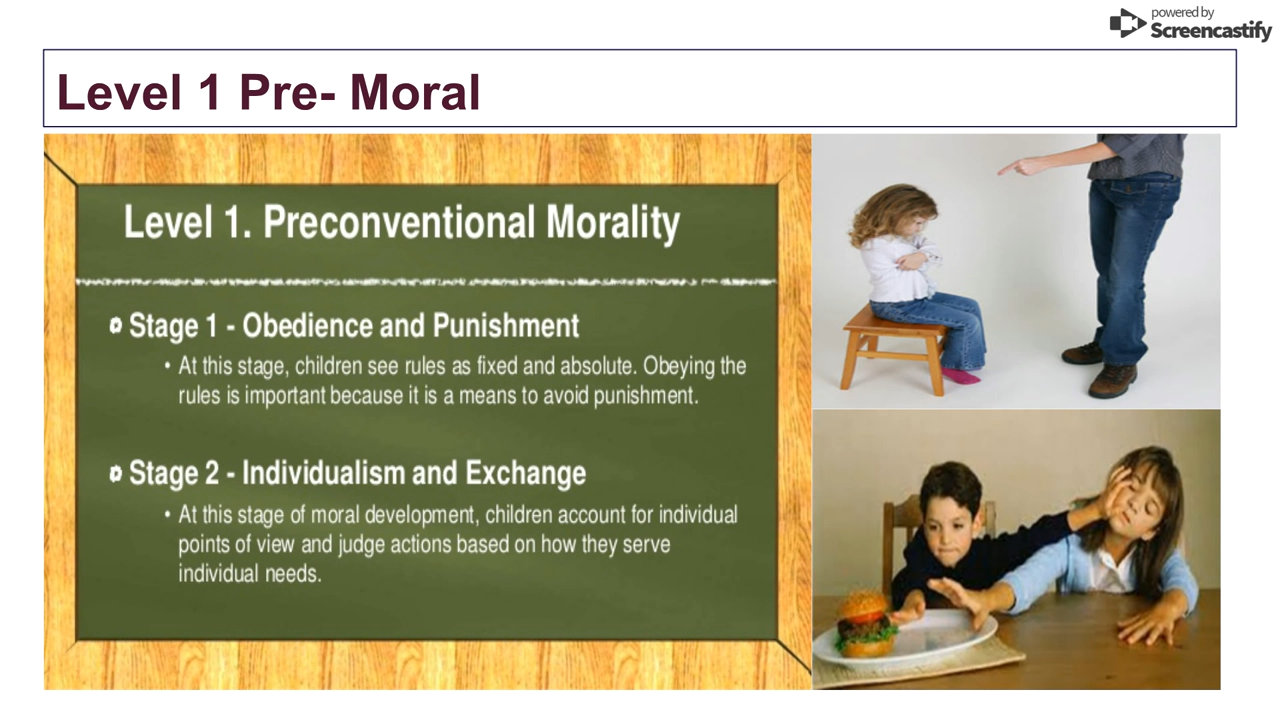 powered by
Screencastify
Level 1 Pre- Moral
Level 1. Preconventional Morality
Stage 1 - Obedience and Punishment
• At this stage, children see rules as fixed and absolute. Obeying the
rules is important because it is a means to avoid punishment.
Stage 2 - Individualism and Exchange
• At this stage of moral development, children account for individual
points of view and judge actions based on how they serve
individual needs.